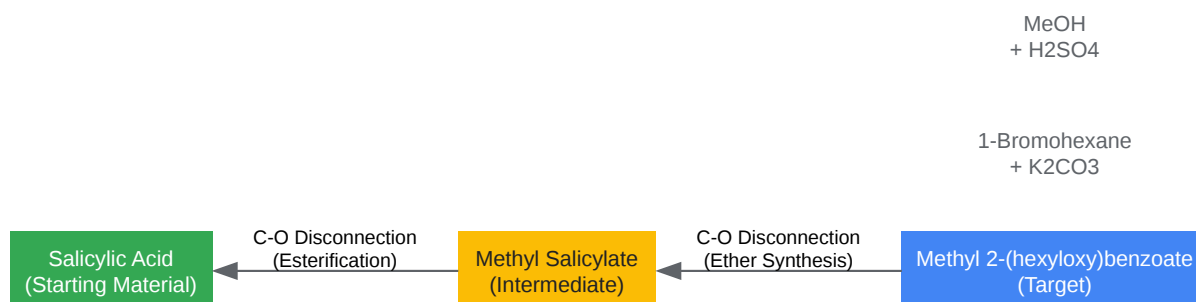 MeOH
+ H2SO4
1-Bromohexane
+ K2CO3
C-O Disconnection
(Esterification)
C-O Disconnection
(Ether Synthesis)
Salicylic Acid
(Starting Material)
Methyl Salicylate
(Intermediate)
Methyl 2-(hexyloxy)benzoate
(Target)